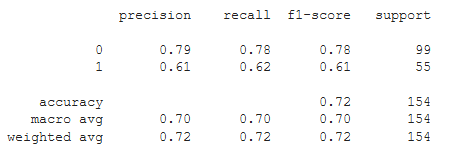 precision recall f1-score support
0 0.79 0.78 0.78 99
1 0.61 0.62 0.61 55
accuracy 0.72 154
macro avg 0.70 0.70 0.70 154
weighted avg 0.72 0.72 0.72 154